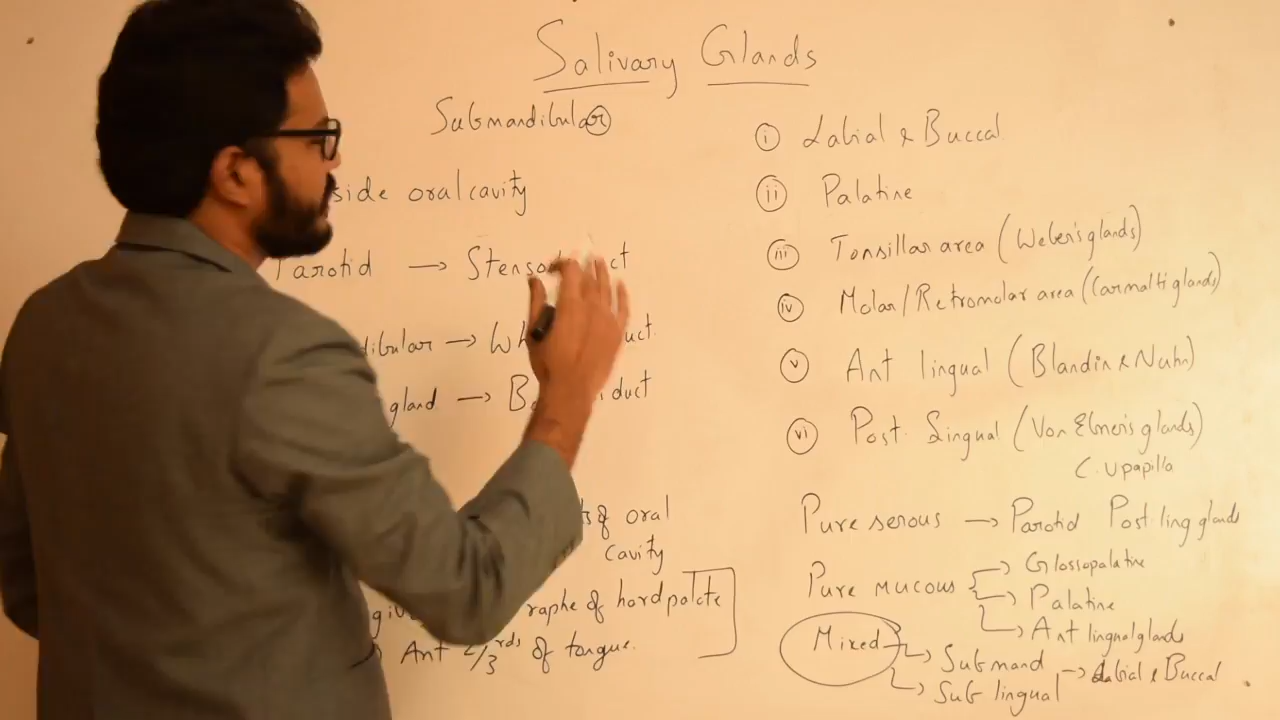 Salivary Glands
Submandibular
side oral cavity
Parotid → Stenso ct
dibular → Wh uct.
gland → B duct
of oral
cavity
raphe of hard palate
Ant 2/3rds of tongue.
i Labial & Buccal
ii Palatine
iii Tonsillar area (Weber's glands)
iv Molar/Retromolar area (Carmalti glands)
v Ant lingual (Blandin & Nuhn)
vi Post. Lingual (Von Ebner's glands)
C. V papilla
Pure serous → Parotid Post ling glands
Pure mucous → Glossopalatine
→ Palatine
→ Ant lingual glands
Mixed → Submand → Labial & Buccal
→ Sub lingual